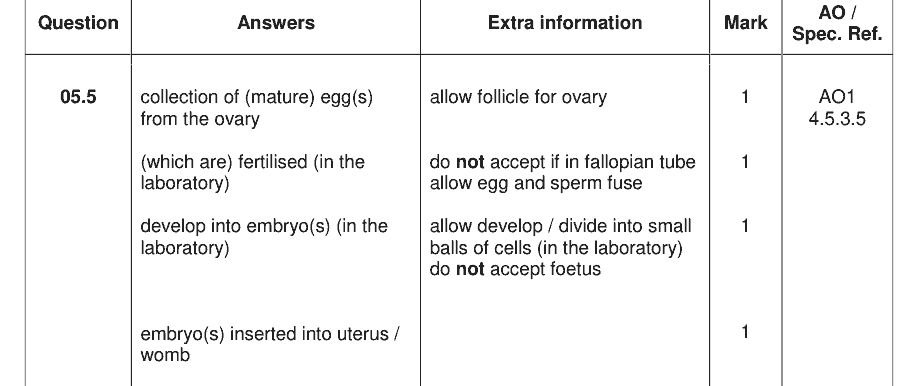 Question Answers Extra information Mark AO /
Spec. Ref.
05.5 collection of (mature) egg(s) allow follicle for ovary 1 AO1
from the ovary 4.5.3.5
(which are) fertilised (in the do not accept if in fallopian tube 1
laboratory) allow egg and sperm fuse
develop into embryo(s) (in the allow develop / divide into small 1
laboratory) balls of cells (in the laboratory)
do not accept foetus
embryo(s) inserted into uterus / 1
womb